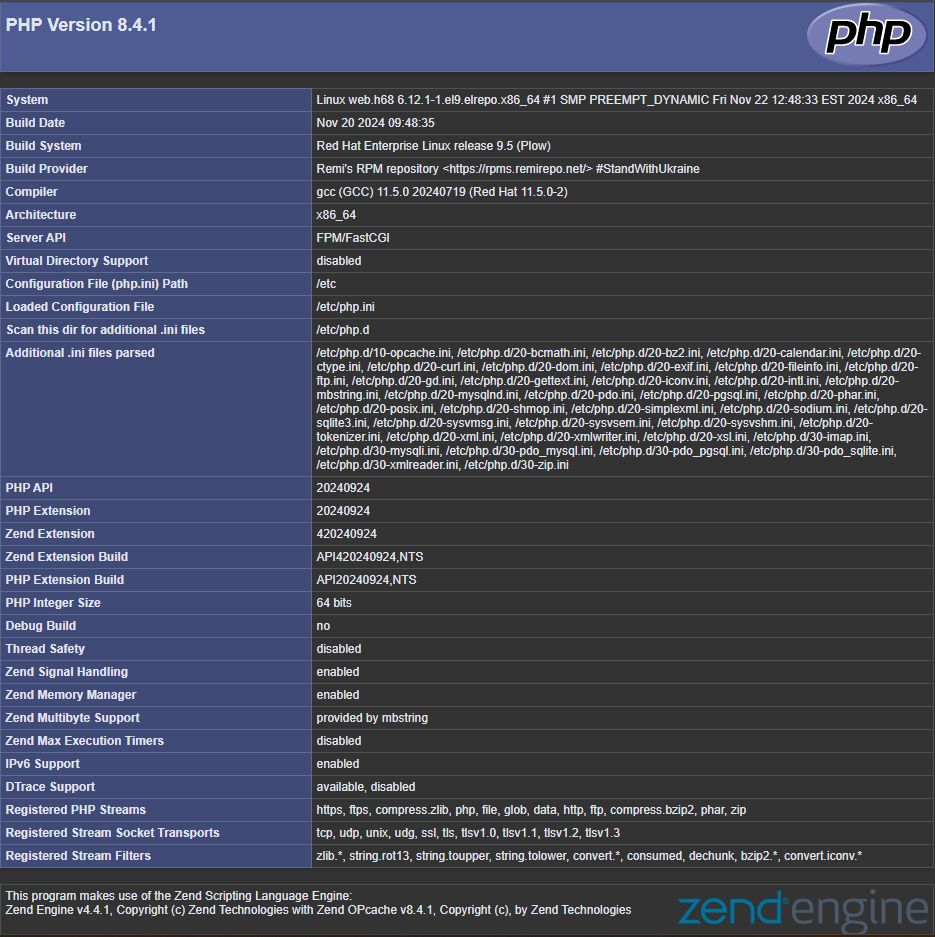 PHP Version 8.4.1
php
System Linux web.h68 6.12.1-1.el9.elrepo.x86_64 #1 SMP PREEMPT_DYNAMIC Fri Nov 22 12:48:33 EST 2024 x86_64
Build Date Nov 20 2024 09:48:35
Build System Red Hat Enterprise Linux release 9.5 (Plow)
Build Provider Remi's RPM repository <https://rpms.remirepo.net/> #StandWithUkraine
Compiler gcc (GCC) 11.5.0 20240719 (Red Hat 11.5.0-2)
Architecture x86_64
Server API FPM/FastCGI
Virtual Directory Support disabled
Configuration File (php.ini) Path /etc
Loaded Configuration File /etc/php.ini
Scan this dir for additional .ini files /etc/php.d
Additional .ini files parsed /etc/php.d/10-opcache.ini, /etc/php.d/20-bcmath.ini, /etc/php.d/20-bz2.ini, /etc/php.d/20-calendar.ini, /etc/php.d/20-
ctype.ini, /etc/php.d/20-curl.ini, /etc/php.d/20-dom.ini, /etc/php.d/20-exif.ini, /etc/php.d/20-fileinfo.ini, /etc/php.d/20-
ftp.ini, /etc/php.d/20-gd.ini, /etc/php.d/20-gettext.ini, /etc/php.d/20-iconv.ini, /etc/php.d/20-intl.ini, /etc/php.d/20-
mbstring.ini, /etc/php.d/20-mysqlnd.ini, /etc/php.d/20-pdo.ini, /etc/php.d/20-pgsql.ini, /etc/php.d/20-phar.ini,
/etc/php.d/20-posix.ini, /etc/php.d/20-shmop.ini, /etc/php.d/20-simplexml.ini, /etc/php.d/20-sodium.ini, /etc/php.d/20-
sqlite3.ini, /etc/php.d/20-sysvmsg.ini, /etc/php.d/20-sysvsem.ini, /etc/php.d/20-sysvshm.ini, /etc/php.d/20-
tokenizer.ini, /etc/php.d/20-xml.ini, /etc/php.d/20-xmlwriter.ini, /etc/php.d/20-xsl.ini, /etc/php.d/30-imap.ini,
/etc/php.d/30-mysqli.ini, /etc/php.d/30-pdo_mysql.ini, /etc/php.d/30-pdo_pgsql.ini, /etc/php.d/30-pdo_sqlite.ini,
/etc/php.d/30-xmlreader.ini, /etc/php.d/30-zip.ini
PHP API 20240924
PHP Extension 20240924
Zend Extension 420240924
Zend Extension Build API420240924,NTS
PHP Extension Build API20240924,NTS
PHP Integer Size 64 bits
Debug Build no
Thread Safety disabled
Zend Signal Handling enabled
Zend Memory Manager enabled
Zend Multibyte Support provided by mbstring
Zend Max Execution Timers disabled
IPv6 Support enabled
DTrace Support available, disabled
Registered PHP Streams https, ftps, compress.zlib, php, file, glob, data, http, ftp, compress.bzip2, phar, zip
Registered Stream Socket Transports tcp, udp, unix, udg, ssl, tls, tlsv1.0, tlsv1.1, tlsv1.2, tlsv1.3
Registered Stream Filters zlib.*, string.rot13, string.toupper, string.tolower, convert.*, consumed, dechunk, bzip2.*, convert.iconv.*
This program makes use of the Zend Scripting Language Engine:
Zend Engine v4.4.1, Copyright (c) Zend Technologies with Zend OPcache v8.4.1, Copyright (c), by Zend Technologies
zend® engine